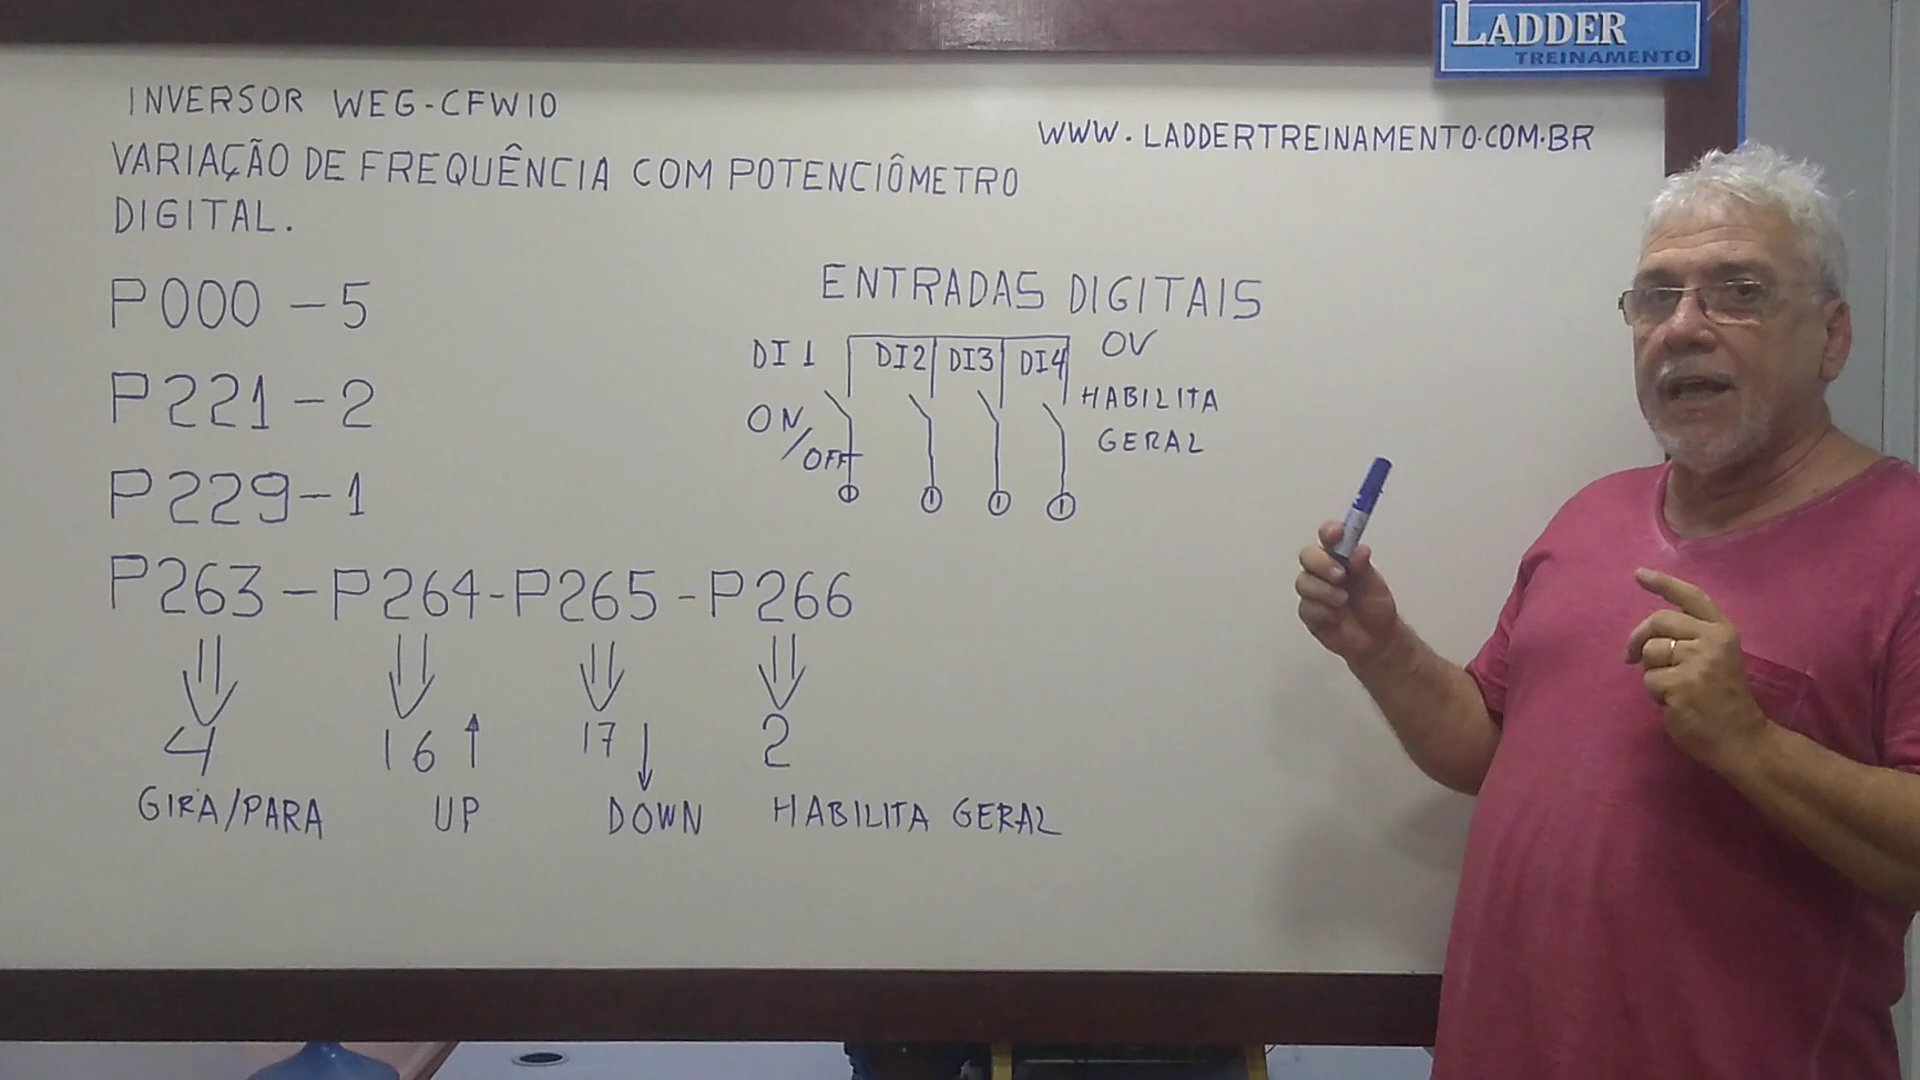 LADDER
TREINAMENTO
INVERSOR WEG-CFW10
WWW.LADDERTREINAMENTO.COM.BR
VARIAÇÃO DE FREQUÊNCIA COM POTENCIÔMETRO
DIGITAL.
P000 - 5
P221 - 2
P229 - 1
ENTRADAS DIGITAIS
DI1 DI2 DI3 DI4 0V
ON/OFF
HABILITA
GERAL
P263 - P264 - P265 - P266
4 16 17 2
GIRA/PARA UP DOWN HABILITA GERAL